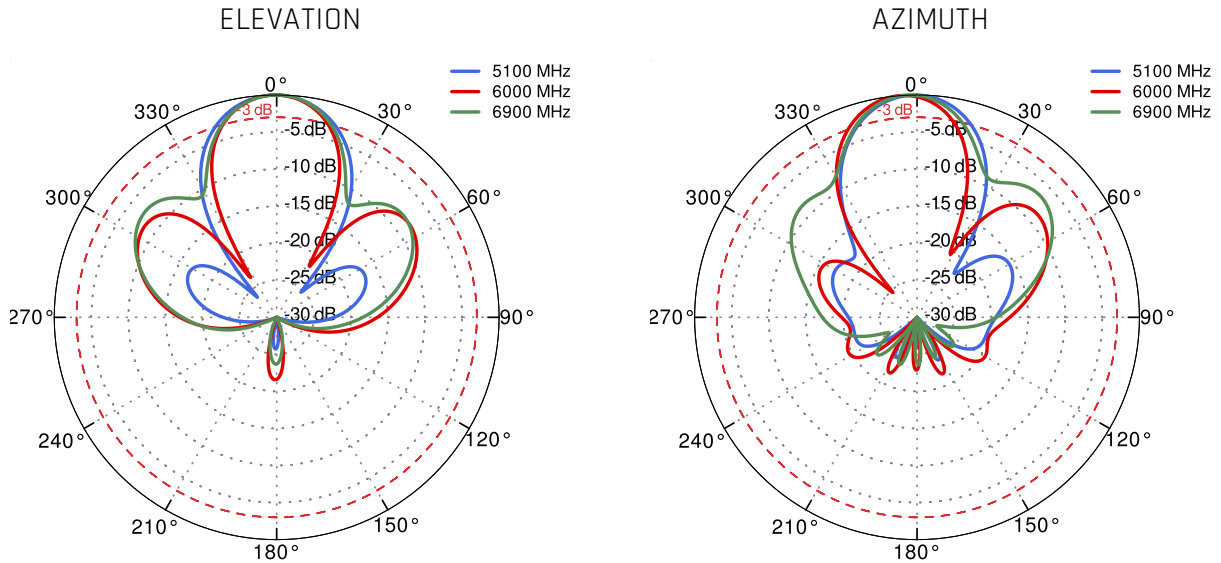 ELEVATION
5100 MHz
6000 MHz
6900 MHz
0°
330°
30°
-3 dB
-5 dB
-10 dB
300°
60°
-15 dB
-20 dB
-25 dB
270°
-30 dB
90°
240°
120°
210°
150°
180°
AZIMUTH
5100 MHz
6000 MHz
6900 MHz
0°
330°
30°
-3 dB
-5 dB
-10 dB
300°
60°
-15 dB
-20 dB
-25 dB
270°
-30 dB
90°
240°
120°
210°
150°
180°